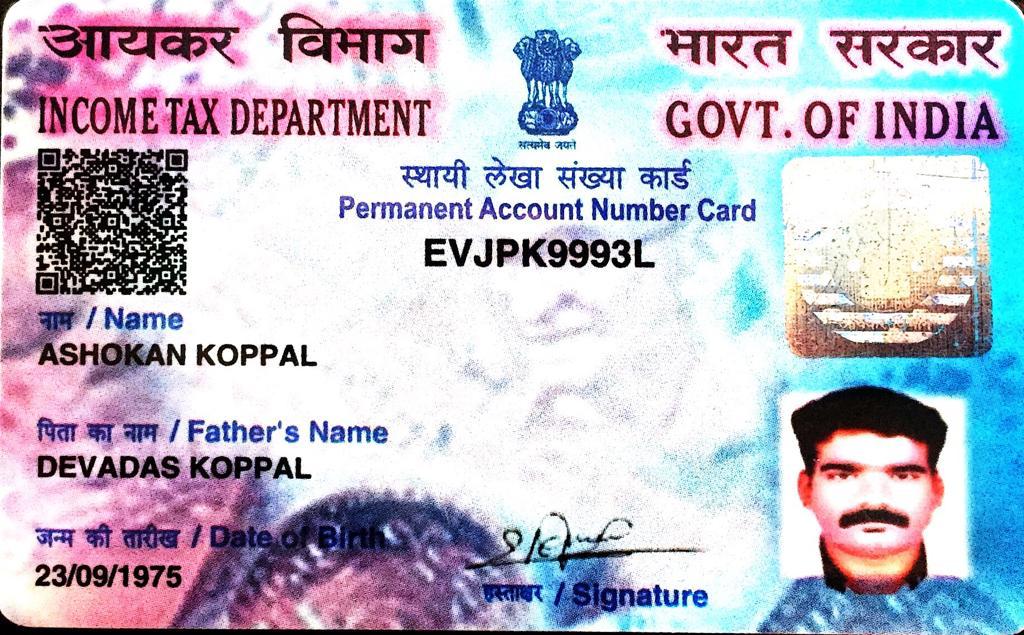 आयकर विभाग
INCOME TAX DEPARTMENT
सत्यमेव जयते
भारत सरकार
GOVT. OF INDIA
स्थायी लेखा संख्या कार्ड
Permanent Account Number Card
EVJPK9993L
नाम / Name
ASHOKAN KOPPAL
पिता का नाम / Father's Name
DEVADAS KOPPAL
जन्म की तारीख / Date of Birth
23/09/1975
हस्ताक्षर / Signature